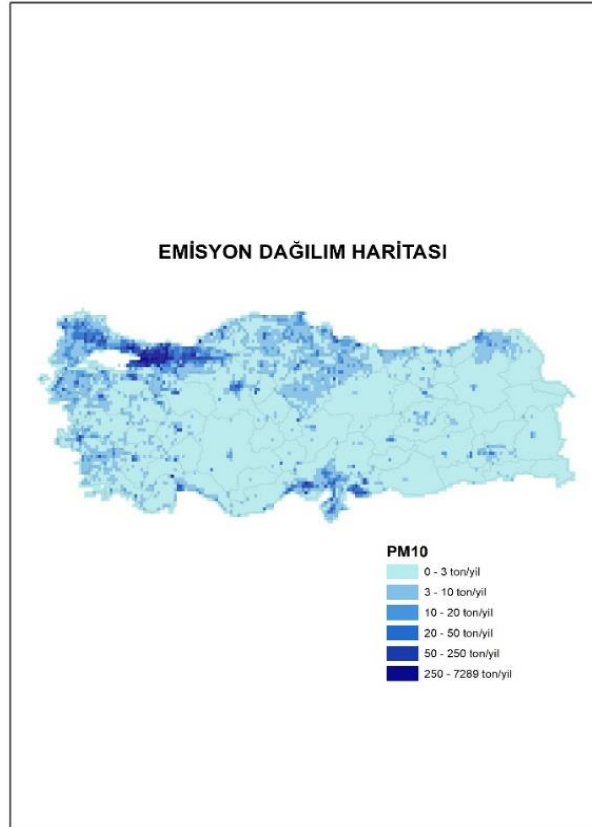 EMİSYON DAĞILIM HARİTASI
PM10
0 - 3 ton/yil
3 - 10 ton/yil
10 - 20 ton/yil
20 - 50 ton/yil
50 - 250 ton/yil
250 - 7289 ton/yil